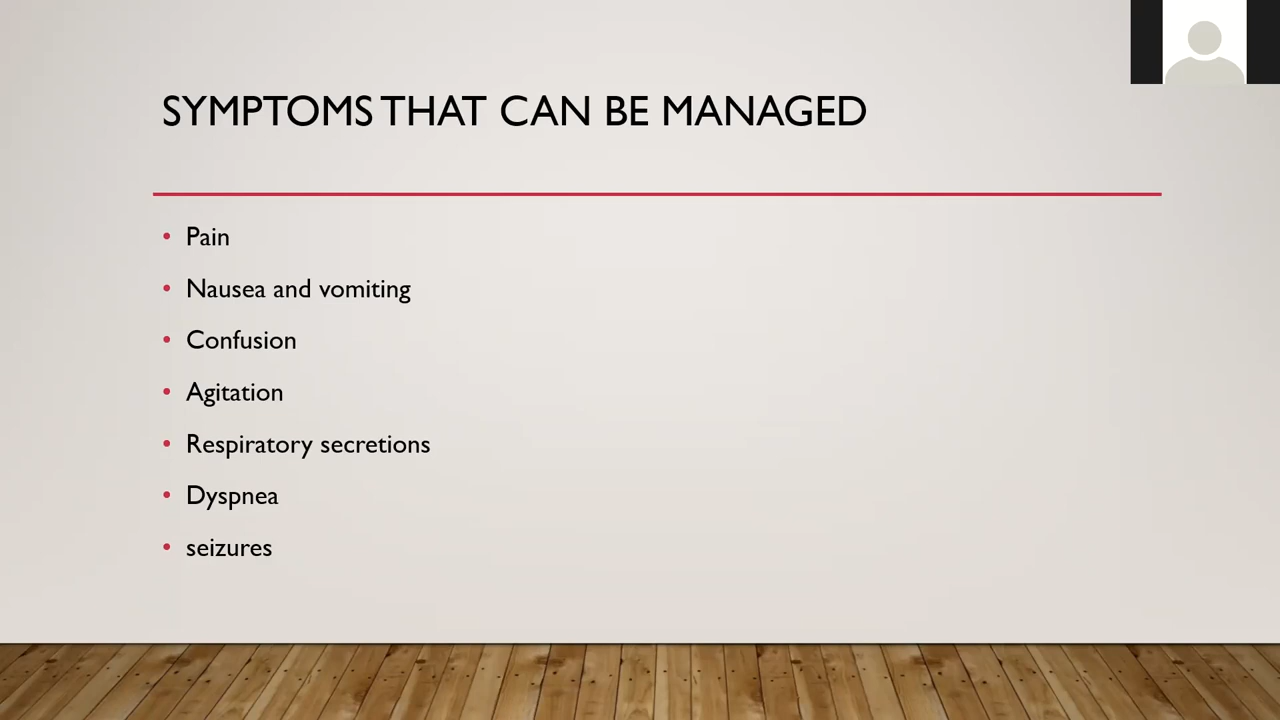 SYMPTOMS THAT CAN BE MANAGED
• Pain
• Nausea and vomiting
• Confusion
• Agitation
• Respiratory secretions
• Dyspnea
• seizures